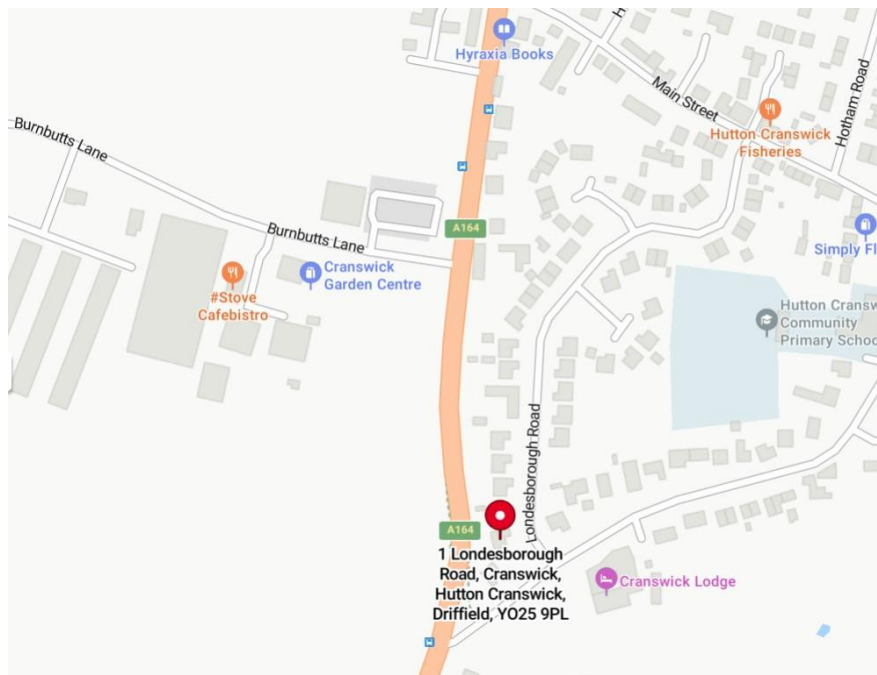 Hyraxia Books
Main Street
Hotham Road
Hutton Cranswick
Fisheries
Burnbutts Lane
A164
Burnbutts Lane
Simply Fl
Cranswick
Garden Centre
#Stove
Cafebistro
Hutton Cransw
Community
Primary Schoo
Londesborough Road
A164
1 Londesborough
Road, Cranswick,
Hutton Cranswick,
Driffield, YO25 9PL
Cranswick Lodge
H